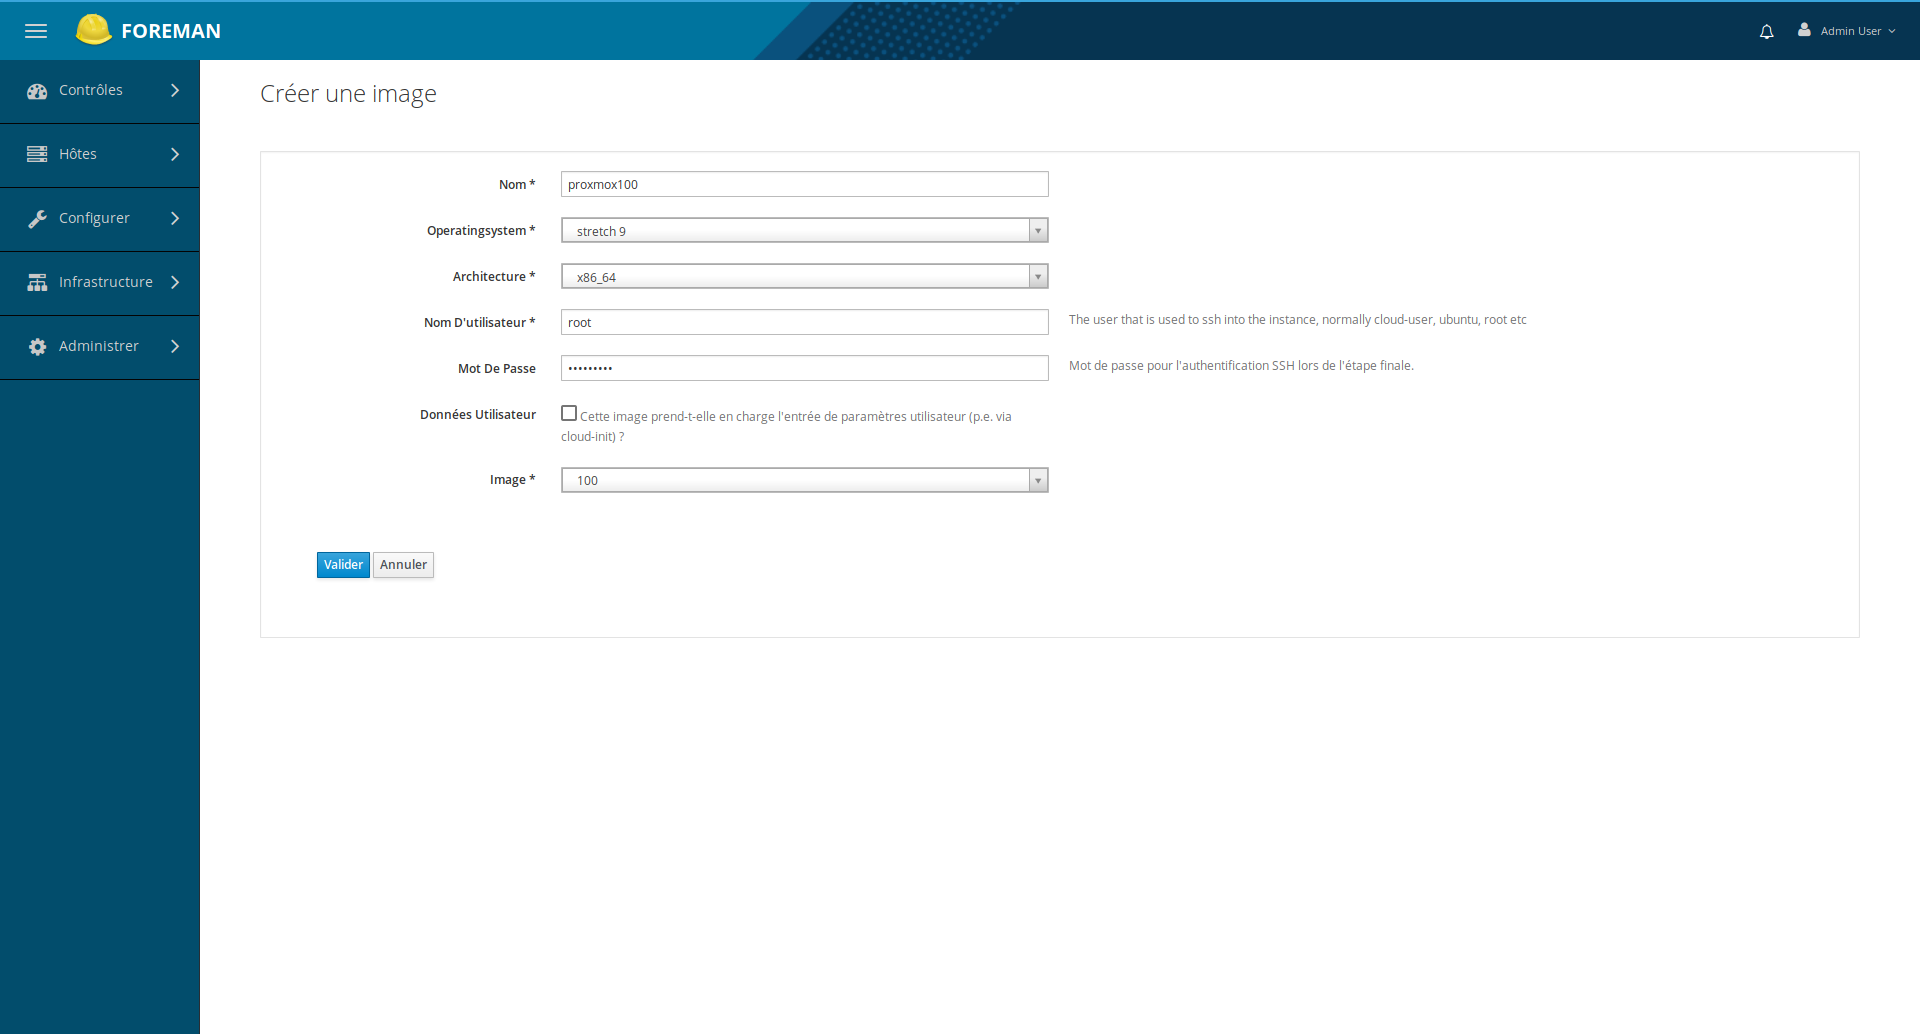 FOREMAN
Admin User
Contrôles
Hôtes
Configurer
Infrastructure
Administrer
Créer une image
Nom * proxmox100
Operatingsystem * stretch 9
Architecture * x86_64
Nom D'utilisateur * root The user that is used to ssh into the instance, normally cloud-user, ubuntu, root etc
Mot De Passe ••••••••• Mot de passe pour l'authentification SSH lors de l'étape finale.
Données Utilisateur Cette image prend-t-elle en charge l'entrée de paramètres utilisateur (p.e. via
cloud-init) ?
Image * 100
Valider Annuler